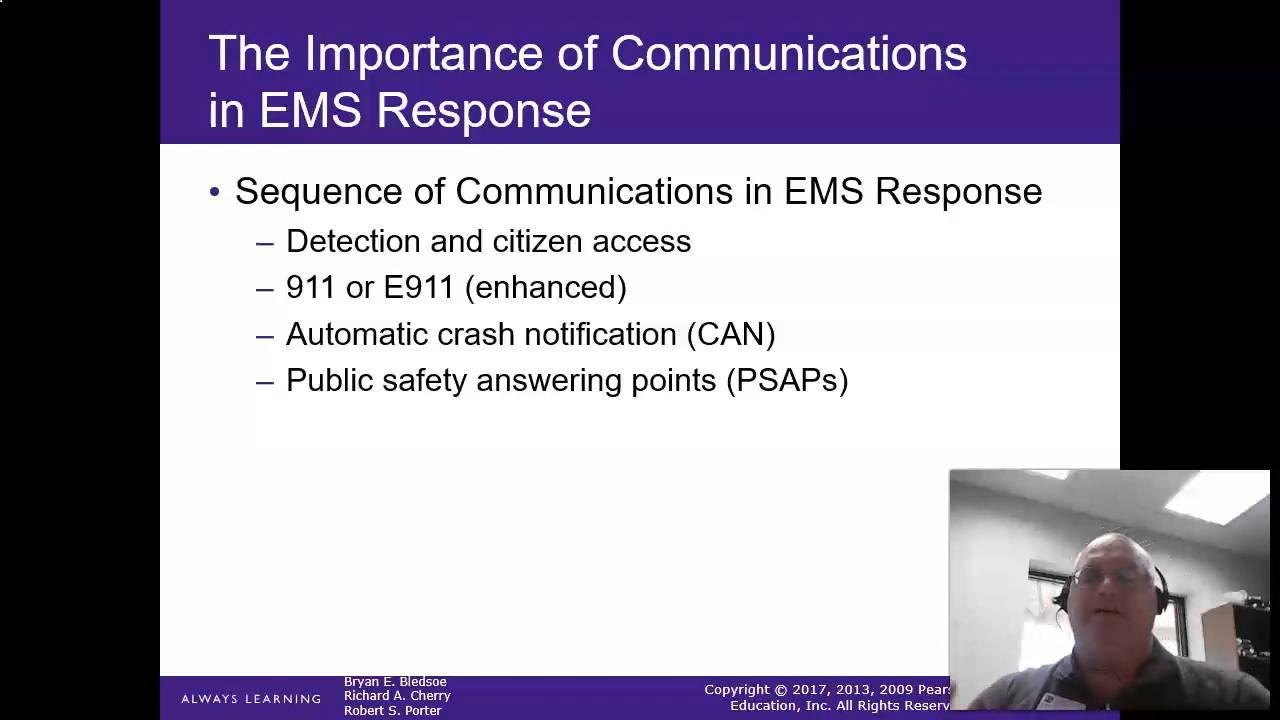 The Importance of Communications
in EMS Response
• Sequence of Communications in EMS Response
– Detection and citizen access
– 911 or E911 (enhanced)
– Automatic crash notification (CAN)
– Public safety answering points (PSAPs)
ALWAYS LEARNING
Bryan E. Bledsoe
Richard A. Cherry
Robert S. Porter
Copyright © 2017, 2013, 2009
Education, Inc. All Rights